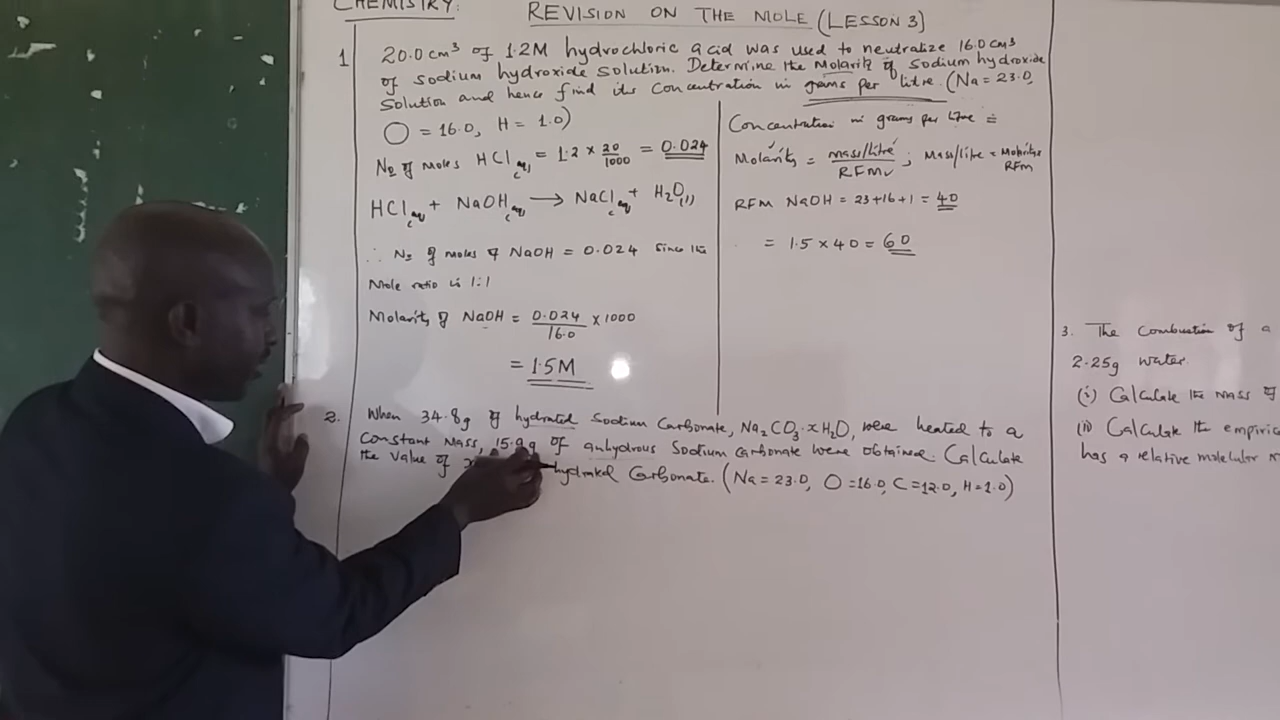 CHEMISTRY:
REVISION ON THE MOLE (LESSON 3)
1 20.0 cm³ of 1.2M hydrochloric acid was used to neutralize 16.0 cm³
of sodium hydroxide solution. Determine the Molarity of sodium hydroxide
Solution and hence find its Concentration in grams per litre. (Na = 23.0,
O = 16.0, H = 1.0)
No of moles HCl(aq) = 1.2 × 20/1000 = 0.024
HCl(aq) + NaOH(aq) → NaCl(aq) + H₂O(l)
∴ No of moles of NaOH = 0.024 since the
Mole ratio is 1:1
Molarity of NaOH = 0.024/16.0 × 1000
= 1.5M
Concentration in grams per litre =
Molarity = mass/litre / RFM ; Mass/litre = Molarity ×
RFM
RFM NaOH = 23+16+1 = 40
= 1.5 × 40 = 60
2. When 34.8g of hydrated Sodium Carbonate, Na₂CO₃.xH₂O, were heated to a
Constant Mass, 15.9g of anhydrous Sodium carbonate were obtained. Calculate
the value of hydrated Carbonate. (Na = 23.0, O = 16.0, C = 12.0, H = 1.0)
3. The Combustion of a
2.25g water.
(i) Calculate the mass of
(ii) Calculate the empiric
has a relative molecular